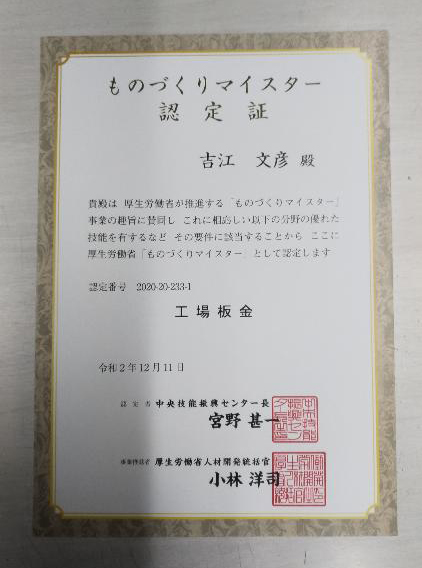 ものづくりマイスター
認定証
吉江 文彦 殿
貴殿は 厚生労働省が推進する「ものづくりマイスター」
事業の趣旨に賛同し これに相応しい以下の分野の優れた
技能を有するなど その要件に該当することから ここに
厚生労働省「ものづくりマイスター」として認定します
認定番号 2020-20-233-1
工場板金
令和2年12月11日
認定者 中央技能振興センター長
宮野 甚一
事業所管者 厚生労働省人材開発統括官
小林 洋司